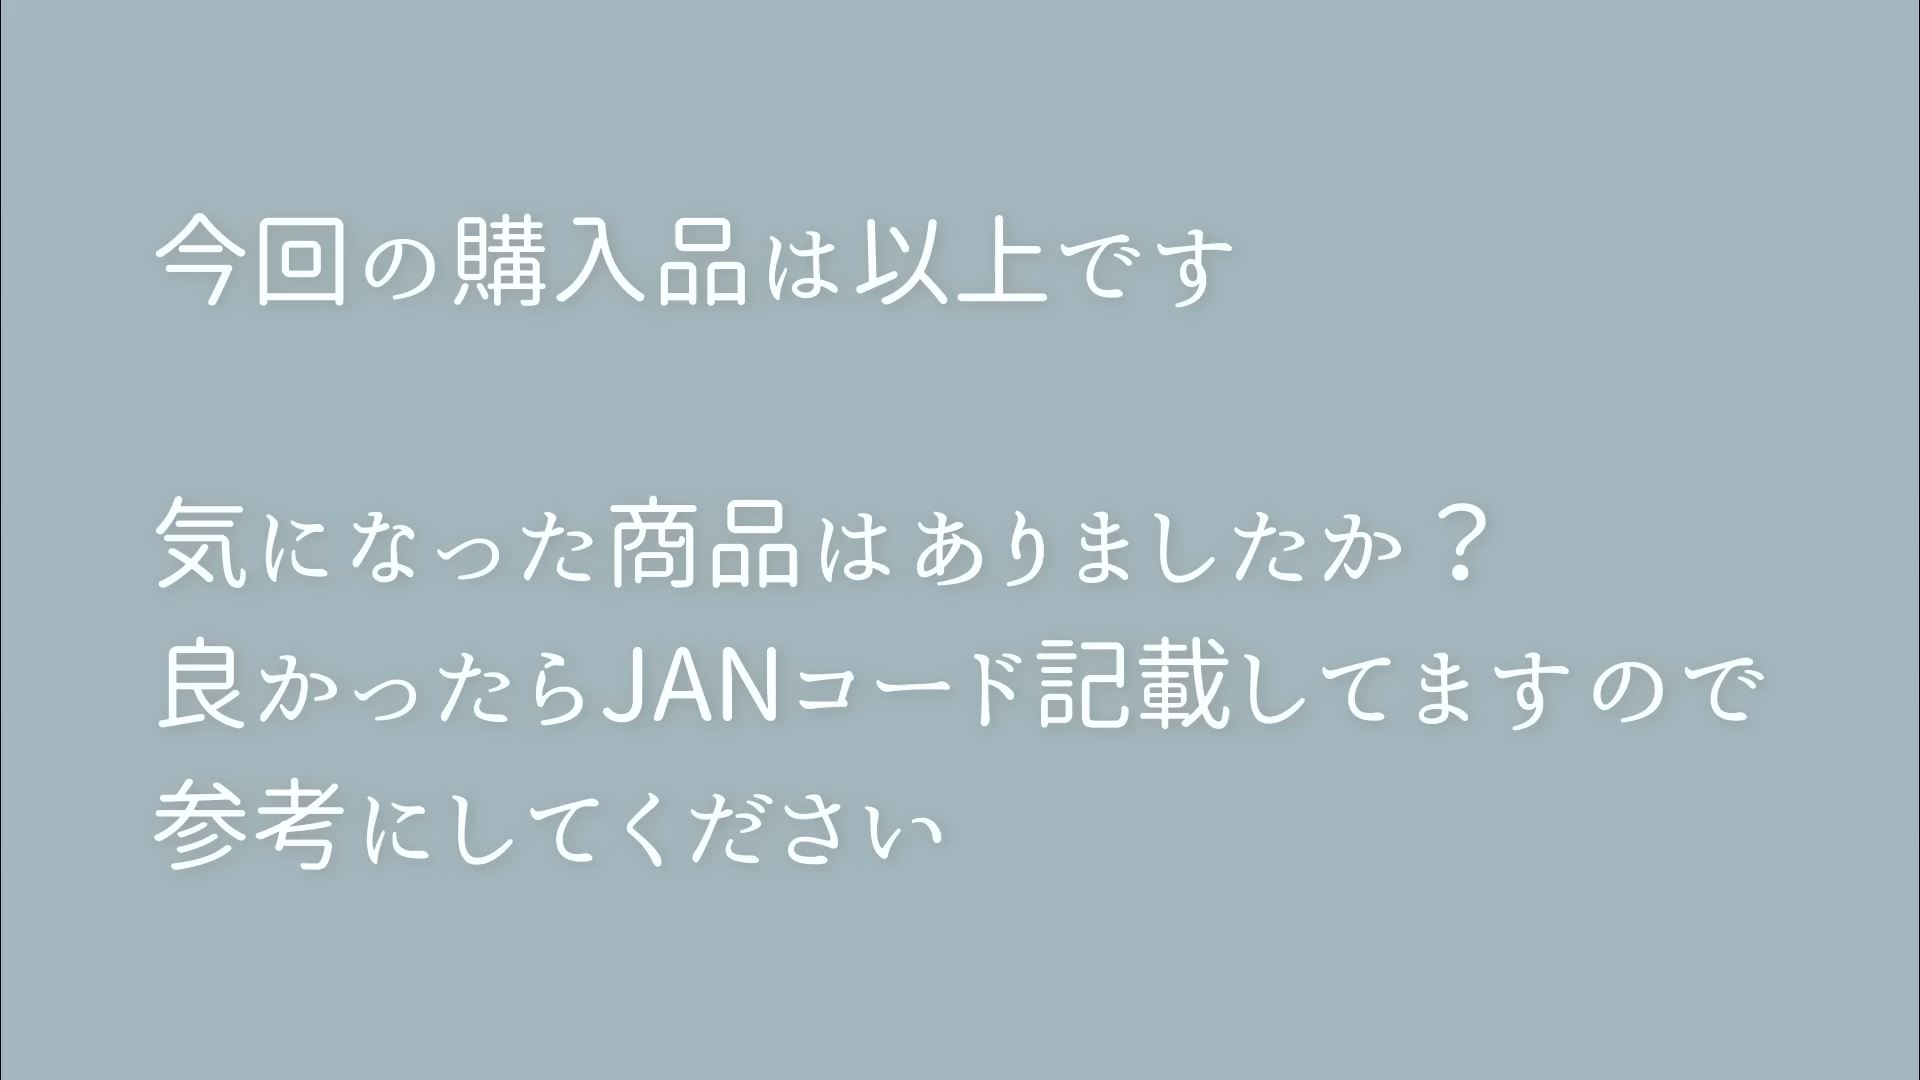 今回の購入品は以上です
気になった商品はありましたか？
良かったらJANコード記載してますので
参考にしてください